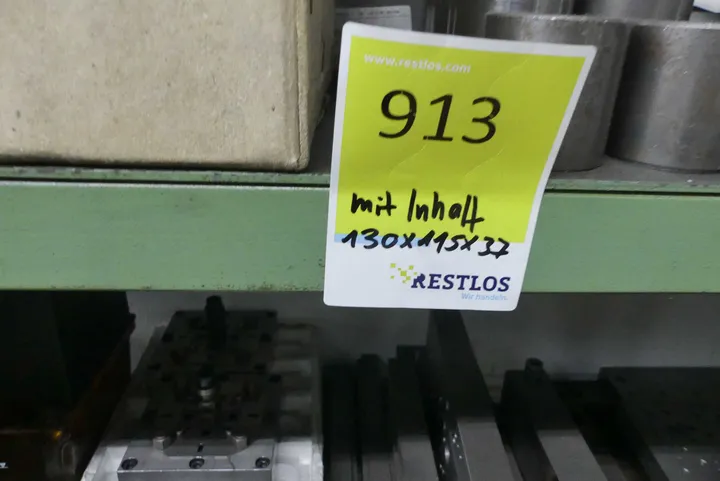 www.restlos.com
913
mit Inhalt
130x115x37
RESTLOS
Wir handeln.